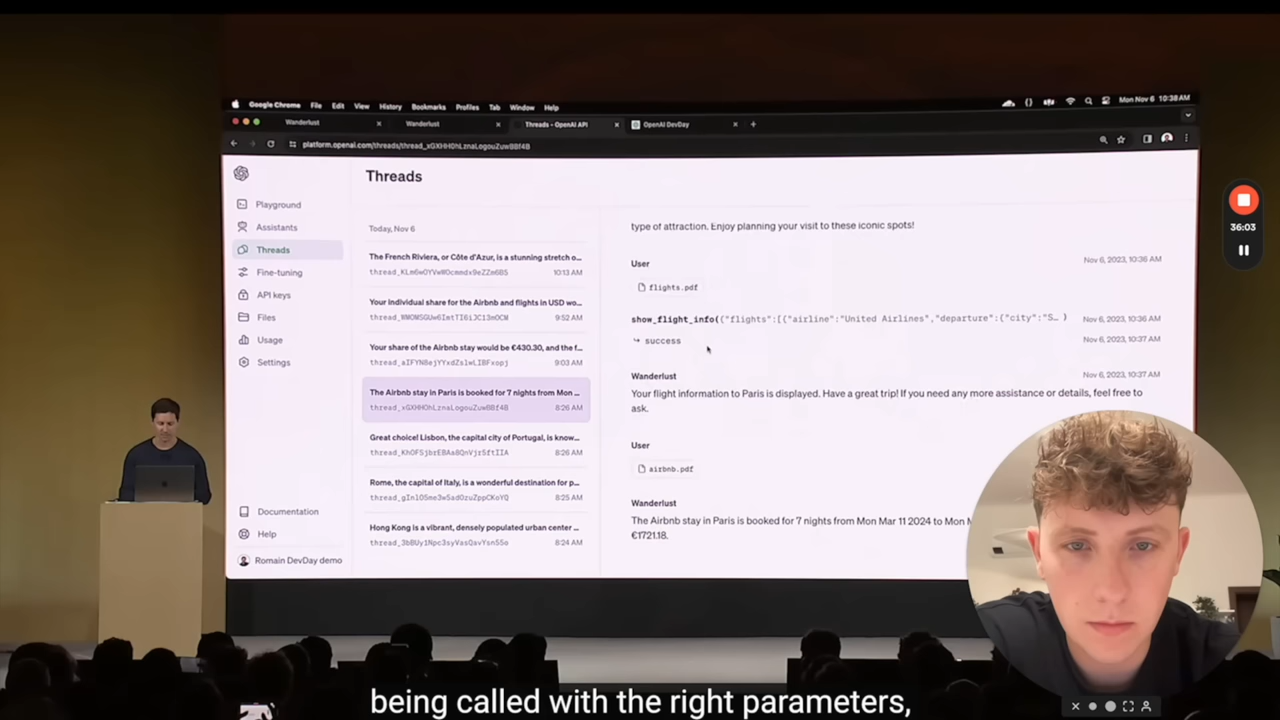 Google Chrome File Edit View History Bookmarks Profiles Tab Window Help
Mon Nov 6 10:38AM
Wanderlust
Wanderlust
Threads - OpenAI API
OpenAI DevDay
Threads
Playground
Assistants
Threads
Fine-tuning
API keys
Files
Usage
Settings
Documentation
Help
Romain DevDay demo
Today, Nov 6
The French Riviera, or Côte d'Azur, is a stunning stretch o...
10:13 AM
Your individual share for the Airbnb and flights in USD wo...
9:52 AM
Your share of the Airbnb stay would be €430.30, and the f...
9:03 AM
The Airbnb stay in Paris is booked for 7 nights from Mon ...
8:26 AM
Great choice! Lisbon, the capital city of Portugal, is know...
8:26 AM
Rome, the capital of Italy, is a wonderful destination for p...
8:25 AM
Hong Kong is a vibrant, densely populated urban center ...
8:24 AM
type of attraction. Enjoy planning your visit to these iconic spots!
User
Nov 6, 2023, 10:36 AM
flights.pdf
show_flight_info({"flights":[{"airline":"United Airlines","departure":{"city":"S… )
Nov 6, 2023, 10:36 AM
success
Nov 6, 2023, 10:37 AM
Wanderlust
Nov 6, 2023, 10:37 AM
Your flight information to Paris is displayed. Have a great trip! If you need any more assistance or details, feel free to
ask.
User
airbnb.pdf
Wanderlust
The Airbnb stay in Paris is booked for 7 nights from Mon Mar 11 2024 to Mon
€1721.18.
36:03
being called with the right parameters,